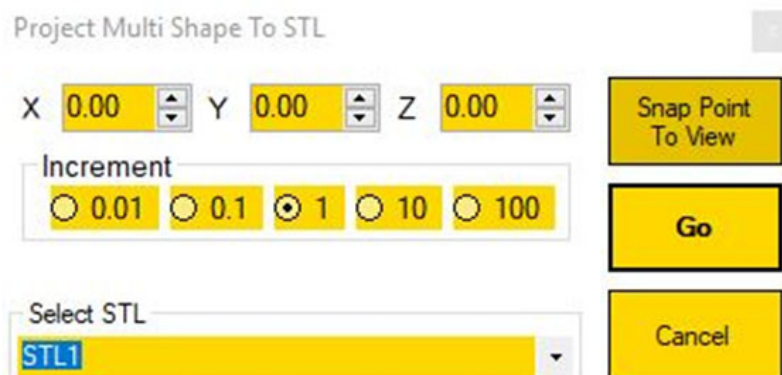 Project Multi Shape To STL
X 0.00 Y 0.00 Z 0.00
Snap Point
To View
Increment
0.01 0.1 1 10 100
Go
Select STL
STL1
Cancel